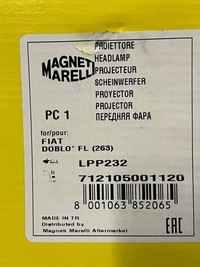 PROIETTORE
MAGNETI MARELLI
HEADLAMP
PROJECTEUR
SCHEINWERFER
PROYECTOR
PROJECTOR
PC 1
ПЕРЕДНЯЯ ФАРА
for/pour:
FIAT
DOBLO' FL (263)
LPP232
712105001120
8 001063 852065
MADE IN TR
Distributed by
Magneti Marelli Aftermarket
EAC